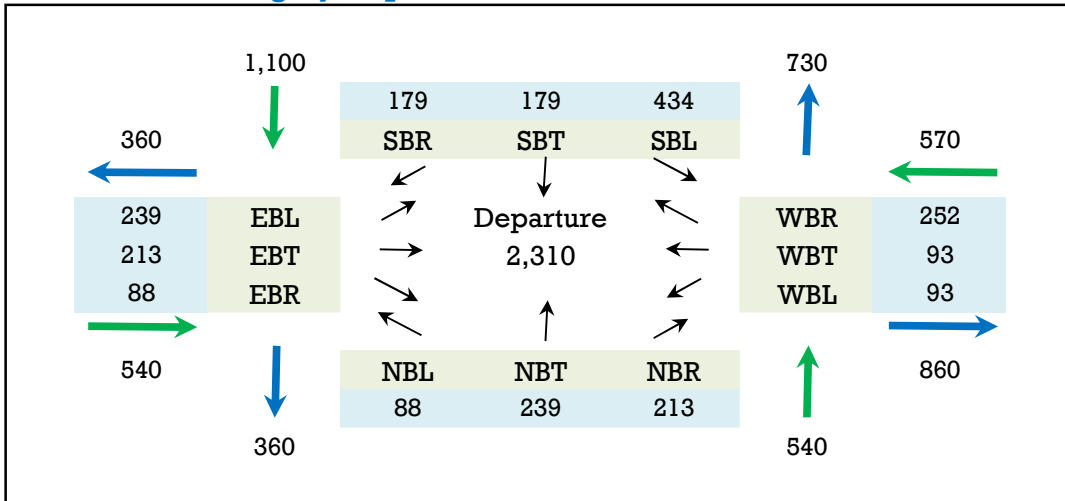 1,100 730
179 179 434
360 SBR SBT SBL 570
239 EBL Departure WBR 252
213 EBT 2,310 WBT 93
88 EBR WBL 93
540 NBL NBT NBR 860
88 239 213
360 540